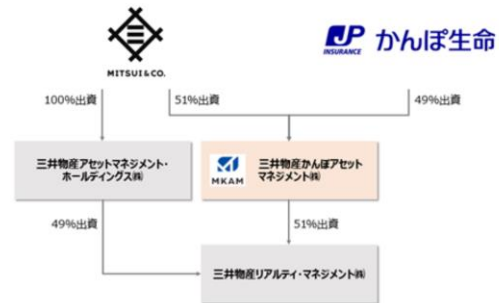 MITSUI & CO.
JP
INSURANCE
かんぽ生命
100%出資
51%出資
49%出資
三井物産アセットマネジメント・
ホールディングス㈱
MKAM
三井物産かんぽアセット
マネジメント㈱
49%出資
51%出資
三井物産リアルティ・マネジメント㈱